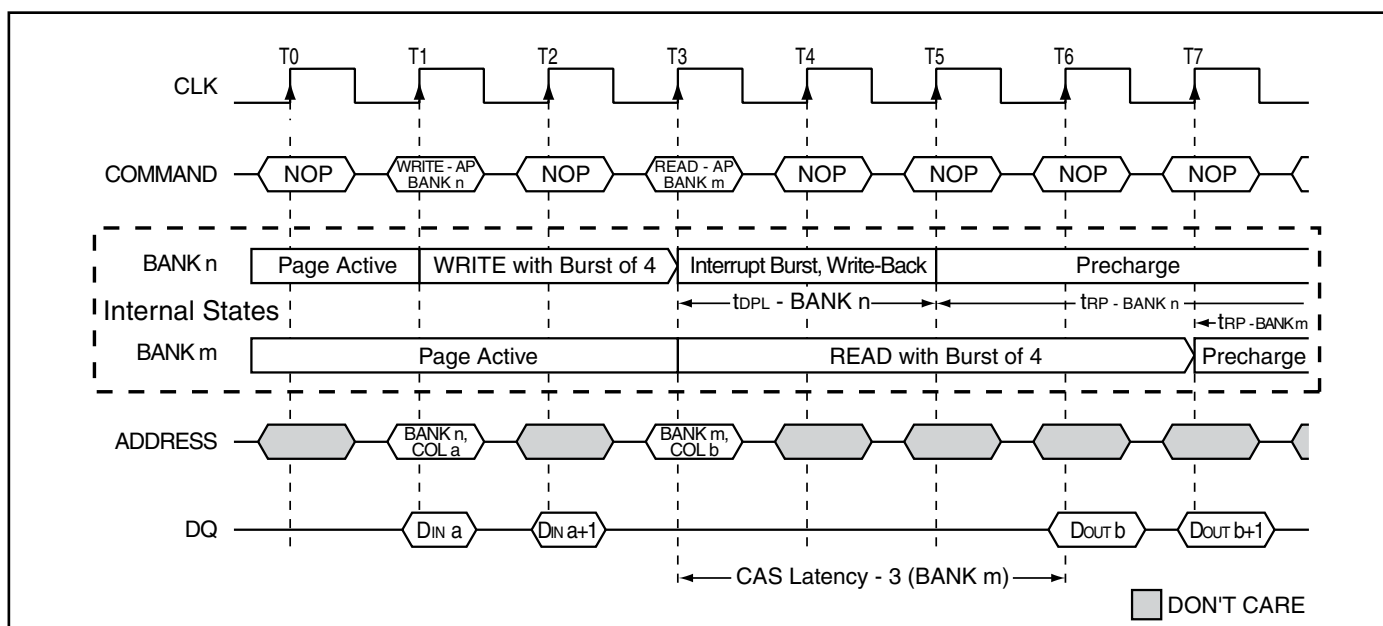 T0 T1 T2 T3 T4 T5 T6 T7
CLK
COMMAND NOP WRITE - AP BANK n NOP READ - AP BANK m NOP NOP NOP NOP
BANK n Page Active WRITE with Burst of 4 Interrupt Burst, Write-Back Precharge
tDPL - BANK n tRP - BANK n
Internal States
tRP - BANK m
BANK m Page Active READ with Burst of 4 Precharge
ADDRESS BANK n, COL a BANK m, COL b
DQ DIN a DIN a+1 DOUT b DOUT b+1
CAS Latency - 3 (BANK m)
DON'T CARE